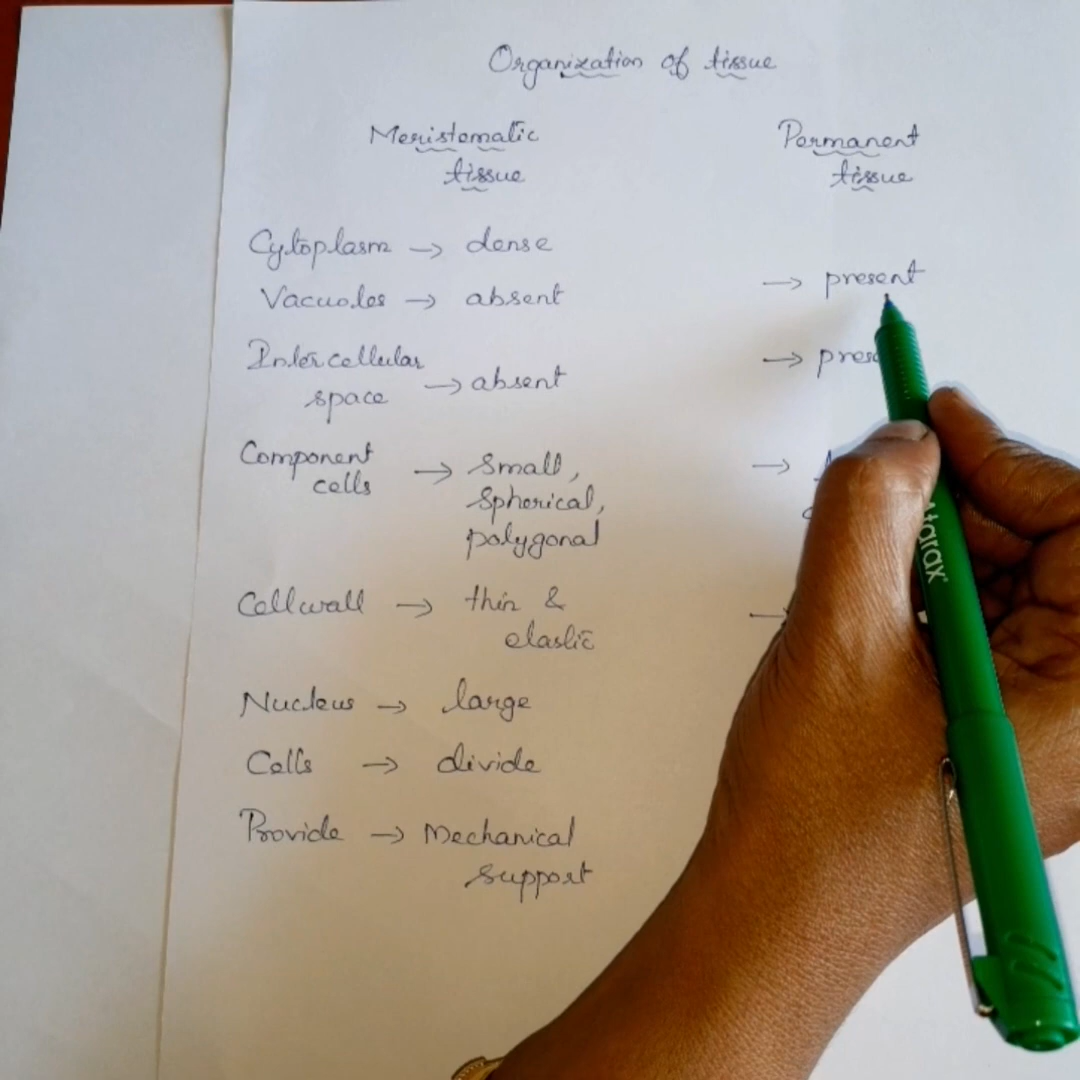 Organization of tissue
Meristematic
tissue
Permanent
tissue
Cytoplasm → dense
Vacuoles → absent → present
Intercellular
space → absent →
Component
cells → Small, →
Spherical,
polygonal
Cellwall → thin &
elastic
Nucleus → large
Cells → divide
Provide → Mechanical
support
Atarax